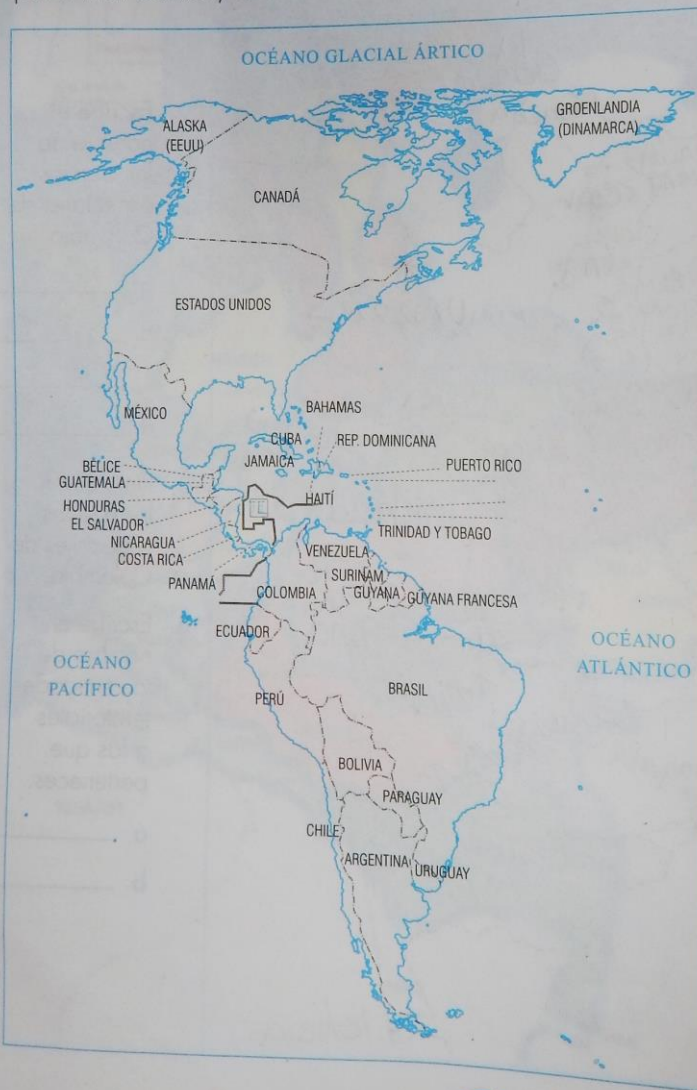 OCÉANO GLACIAL ÁRTICO
GROENLANDIA
(DINAMARCA)
ALASKA
(EEUU)
CANADÁ
ESTADOS UNIDOS
MÉXICO
BAHAMAS
CUBA
REP. DOMINICANA
JAMAICA
PUERTO RICO
BELICE
GUATEMALA
HAITÍ
HONDURAS
EL SALVADOR
TRINIDAD Y TOBAGO
NICARAGUA
COSTA RICA
VENEZUELA
PANAMÁ
SURINAM
COLOMBIA
GUYANA
GUYANA FRANCESA
ECUADOR
OCÉANO
PACÍFICO
OCÉANO
ATLÁNTICO
PERÚ
BRASIL
BOLIVIA
PARAGUAY
CHILE
ARGENTINA
URUGUAY